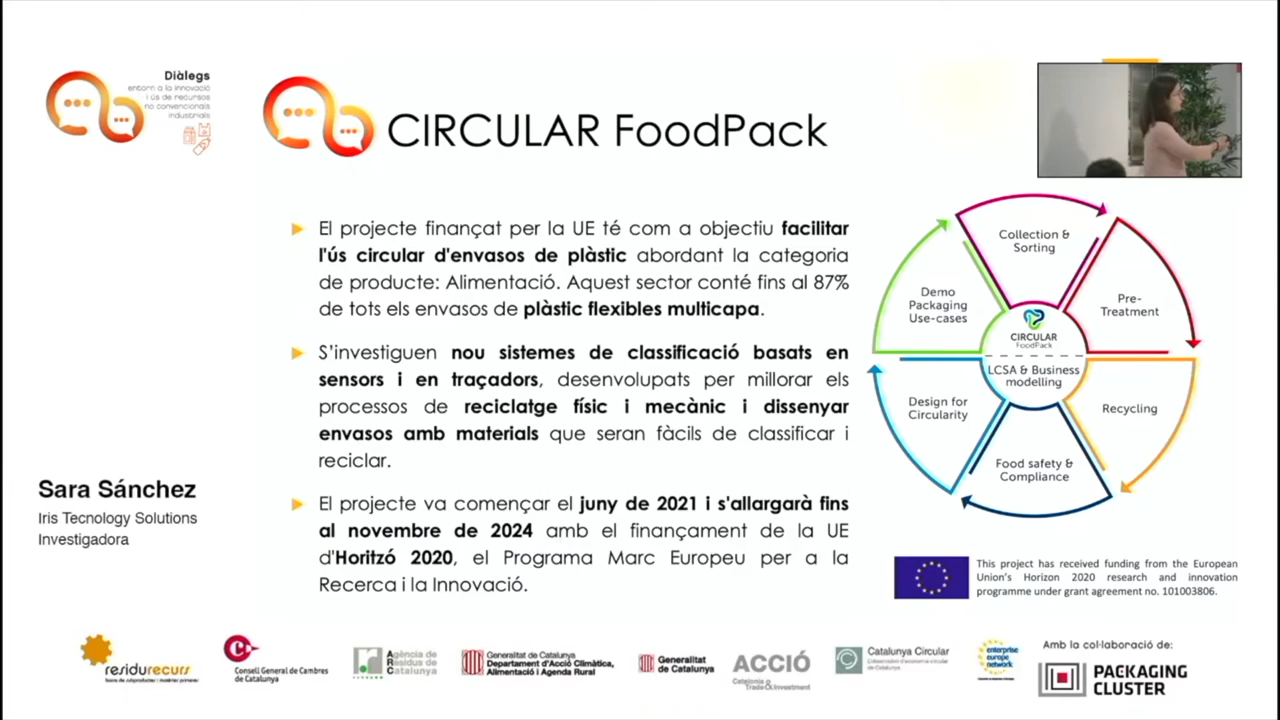 Diàlegs
entorn a la innovació
i ús de recursos
no convencionals
industrials
CIRCULAR FoodPack
El projecte finançat per la UE té com a objectiu facilitar
l'ús circular d'envasos de plàstic abordant la categoria
de producte: Alimentació. Aquest sector conté fins al 87%
de tots els envasos de plàstic flexibles multicapa.
S'investiguen nou sistemes de classificació basats en
sensors i en traçadors, desenvolupats per millorar els
processos de reciclatge físic i mecànic i dissenyar
envasos amb materials que seran fàcils de classificar i
reciclar.
El projecte va començar el juny de 2021 i s'allargarà fins
al novembre de 2024 amb el finançament de la UE
d'Horitzó 2020, el Programa Marc Europeu per a la
Recerca i la Innovació.
Collection &
Sorting
Pre-
Treatment
Recycling
Food safety &
Compliance
Design for
Circularity
Demo
Packaging
Use-cases
CIRCULAR
FoodPack
LCSA & Business
modelling
This project has received funding from the European
Union's Horizon 2020 research and innovation
programme under grant agreement no. 101003806.
Sara Sánchez
Iris Tecnology Solutions
Investigadora
residurecurs
borsa de subproductes i matèries primeres
Consell General de Cambres
de Catalunya
Agència de
Residus de
Catalunya
Generalitat de Catalunya
Departament d'Acció Climàtica,
Alimentació i Agenda Rural
Generalitat
de Catalunya
ACCIÓ
Catalonia
Trade & Investment
Catalunya Circular
enterprise
europe
network
Amb la col·laboració de:
PACKAGING
CLUSTER